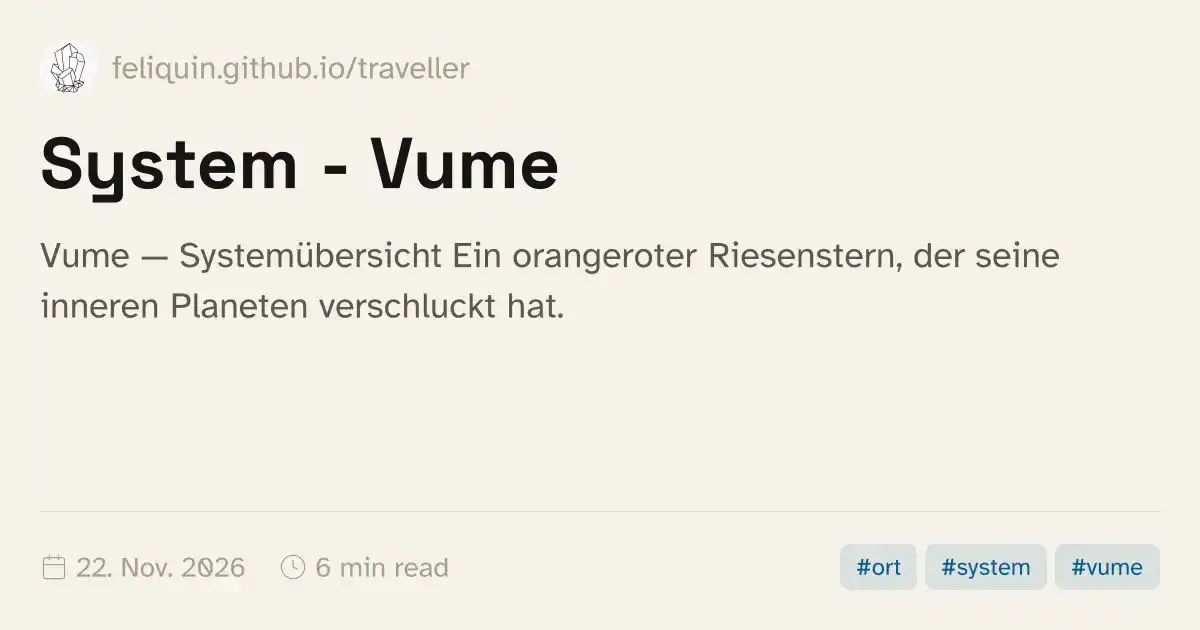 feliquin.github.io/traveller
System - Vume
Vume — Systemübersicht Ein orangeroter Riesenstern, der seine
inneren Planeten verschluckt hat.
22. Nov. 2026
6 min read
#ort
#system
#vume